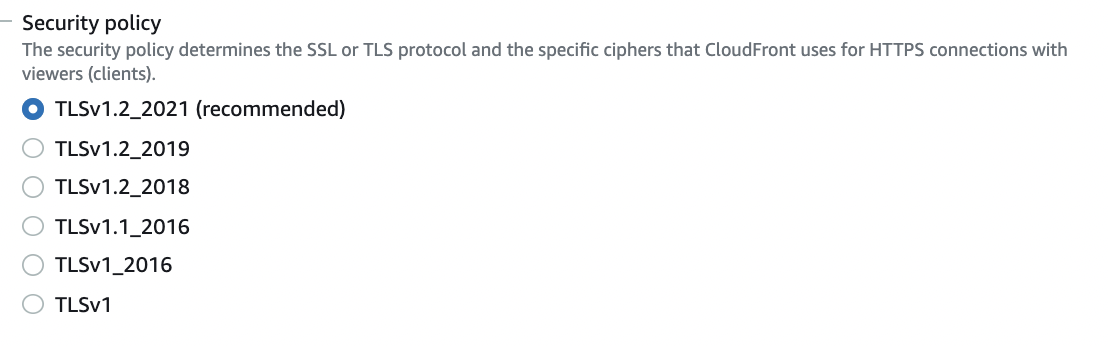 Security policy
The security policy determines the SSL or TLS protocol and the specific ciphers that CloudFront uses for HTTPS connections with
viewers (clients).
TLSv1.2_2021 (recommended)
TLSv1.2_2019
TLSv1.2_2018
TLSv1.1_2016
TLSv1_2016
TLSv1